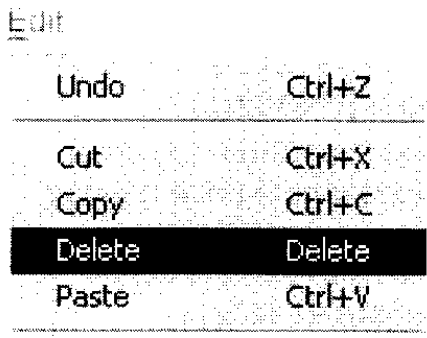 Edit
Undo Ctrl+Z
Cut Ctrl+X
Copy Ctrl+C
Delete Delete
Paste Ctrl+V